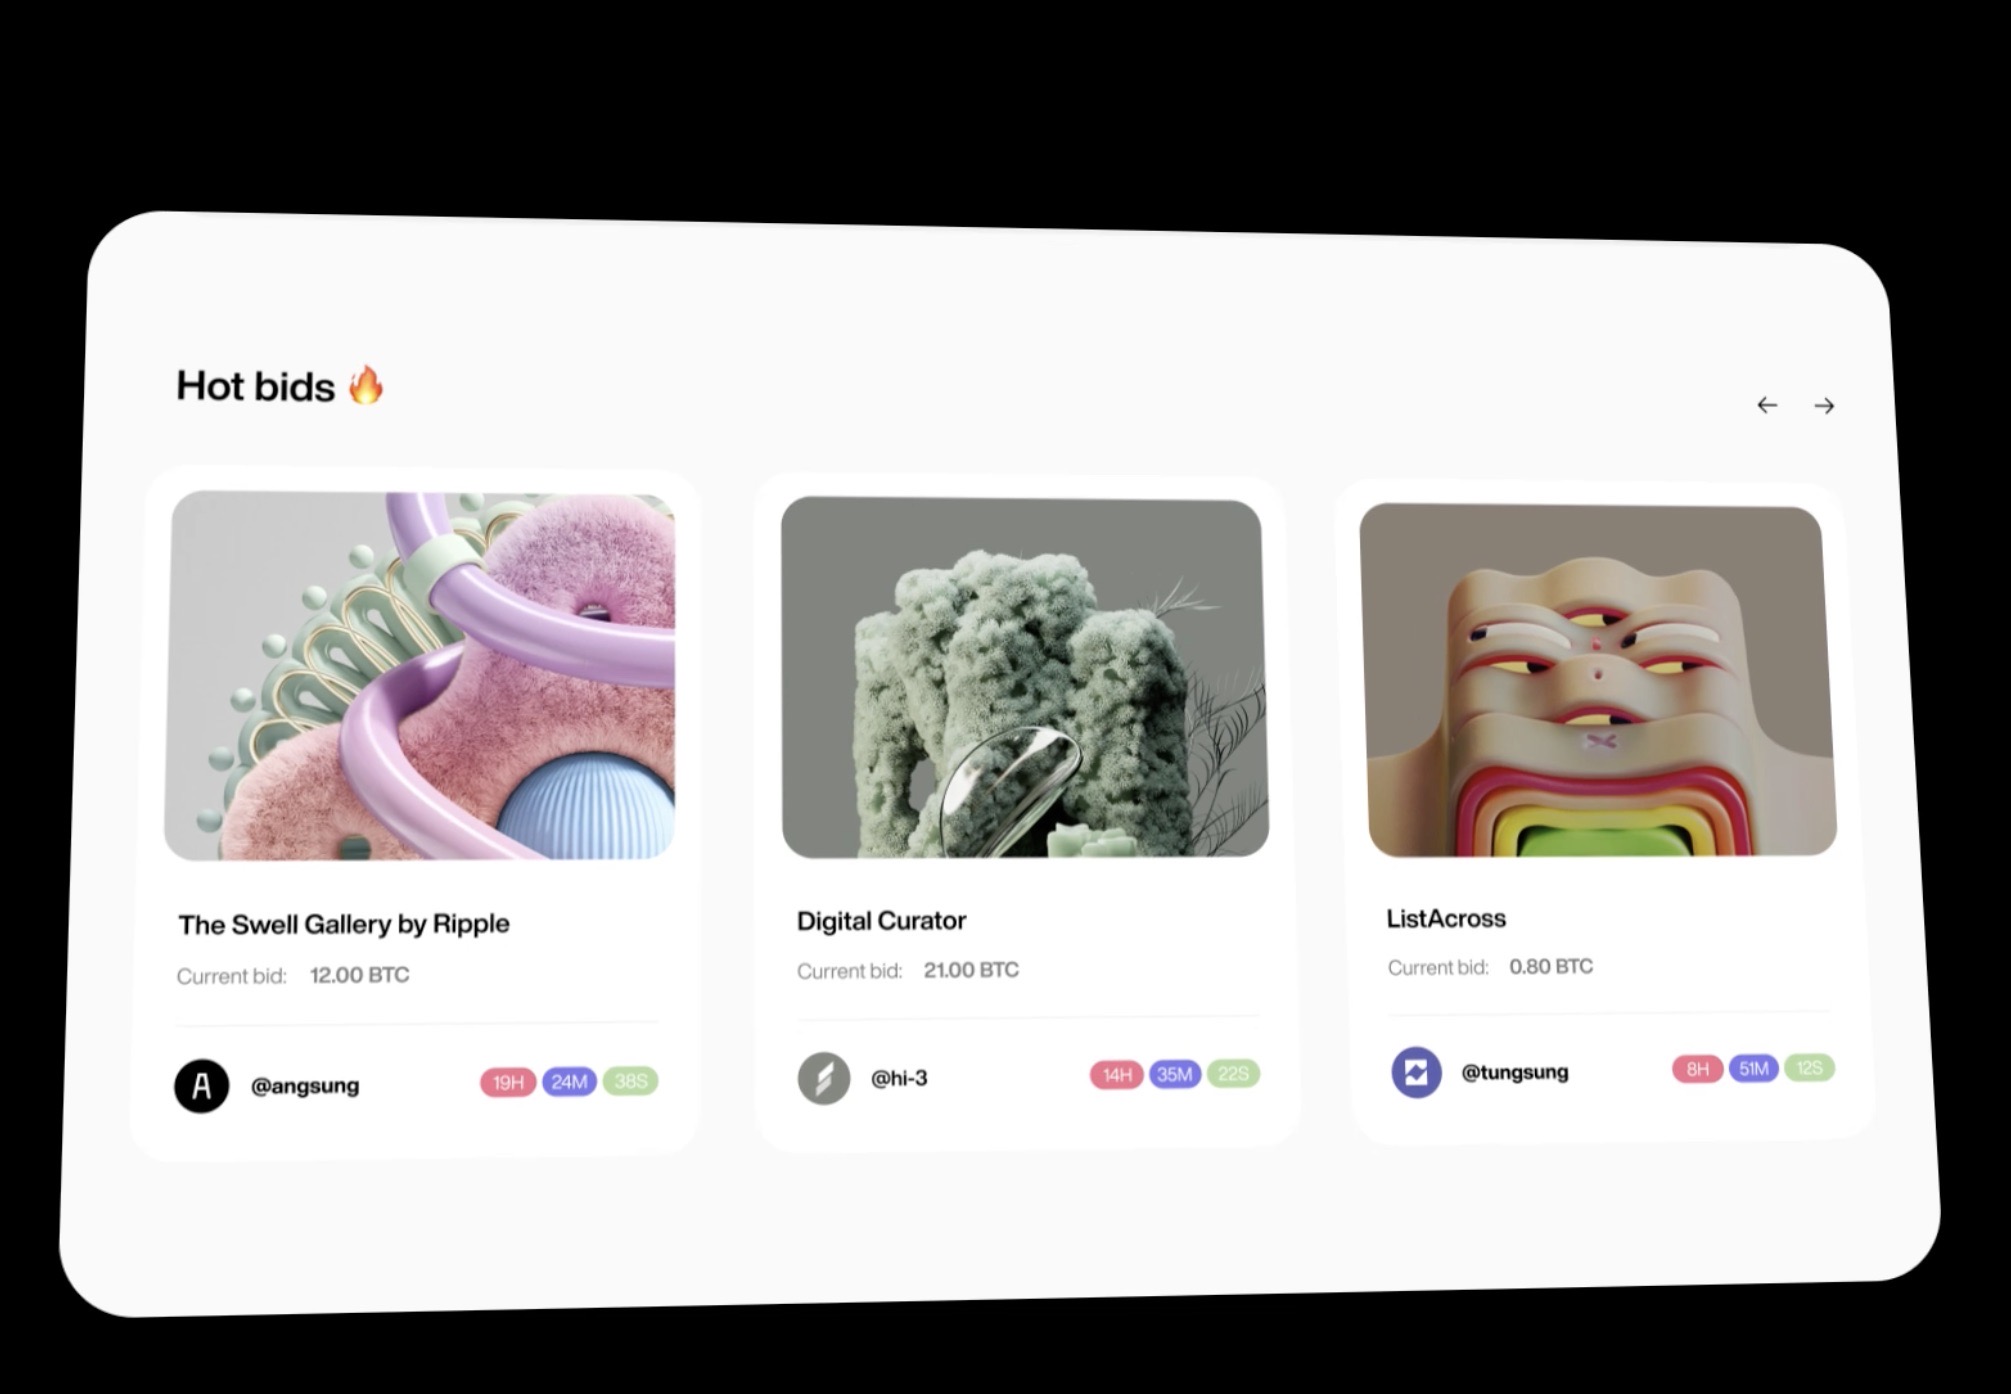 Hot bids 🔥
The Swell Gallery by Ripple
Current bid: 12.00 BTC
@angsung 19H 24M 38S
Digital Curator
Current bid: 21.00 BTC
@hi-3 14H 35M 22S
ListAcross
Current bid: 0.80 BTC
@tungsung 8H 51M 12S